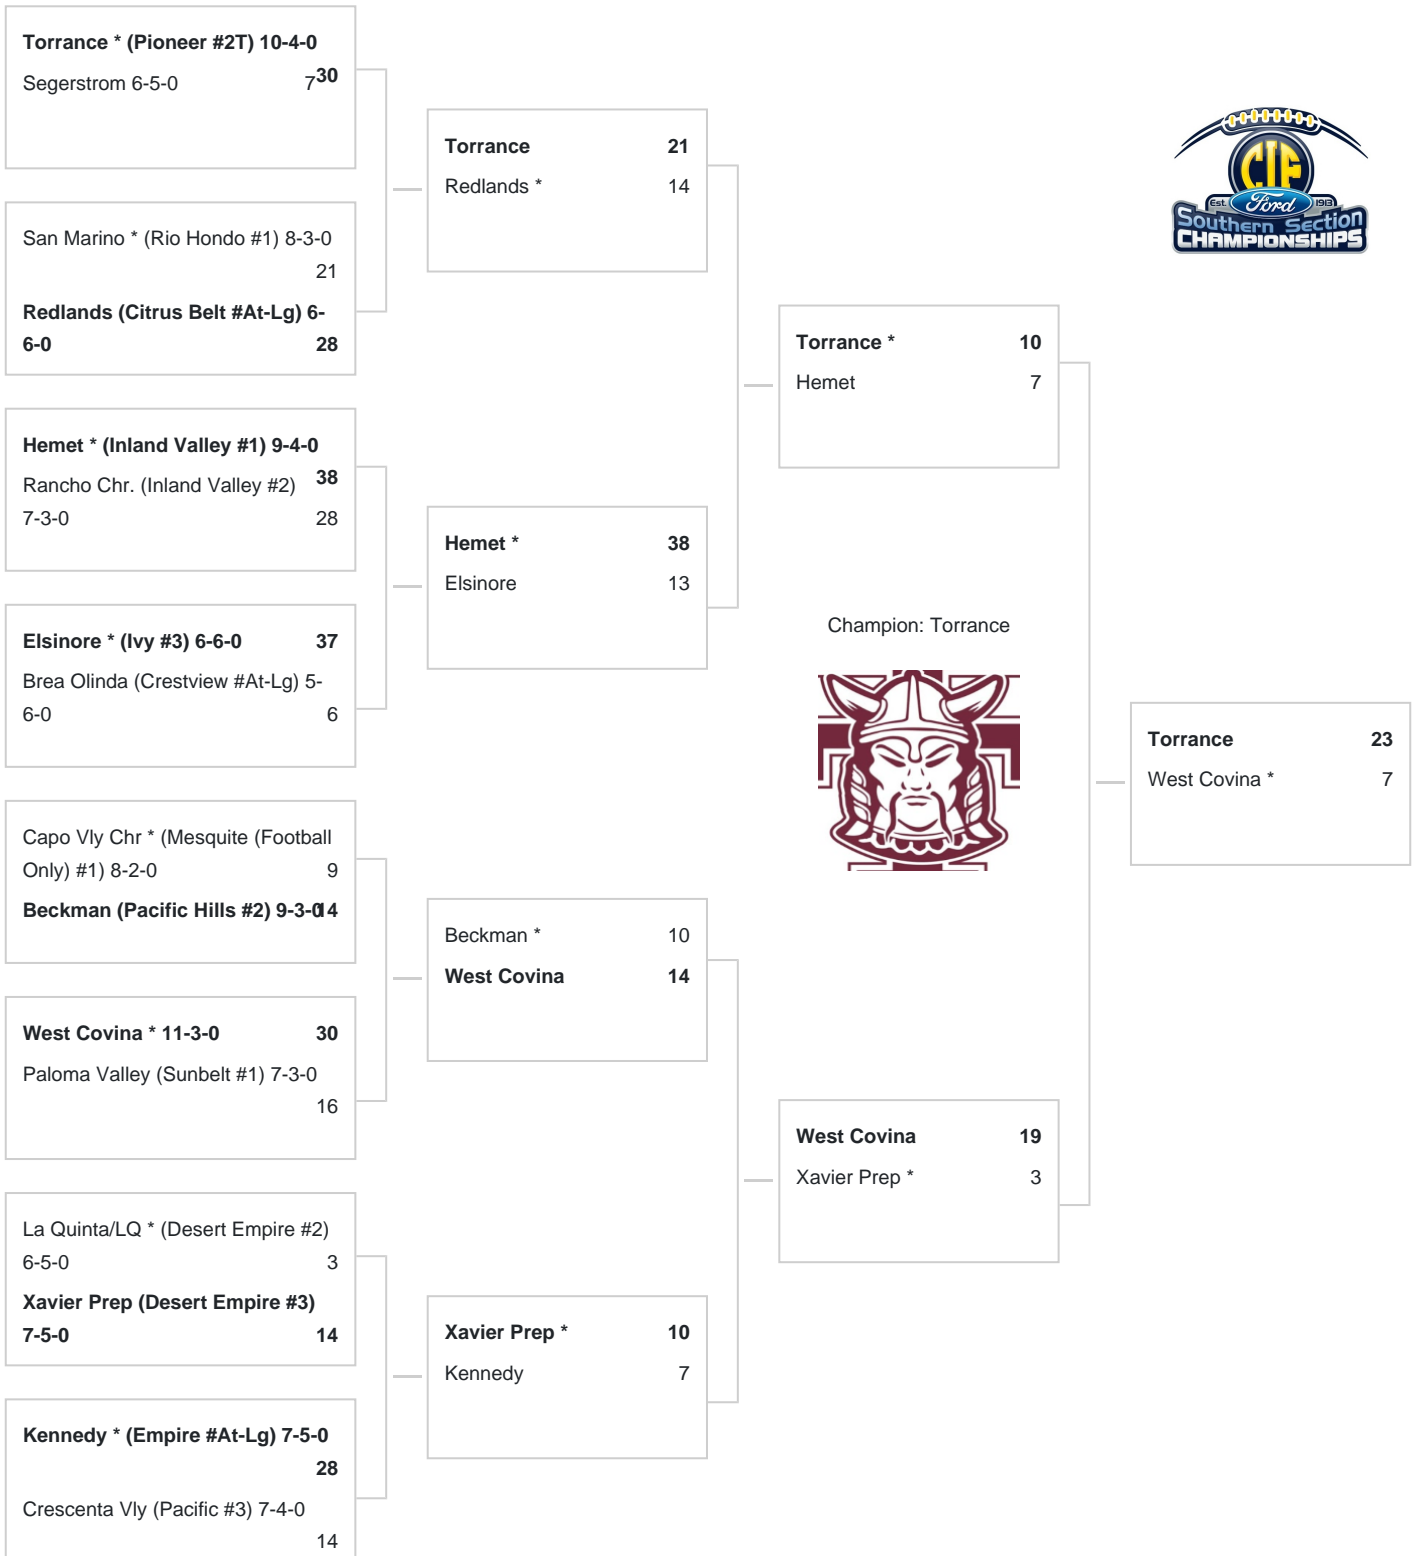 Torrance * (Pioneer #2T) 10-4-0
30
Segerstrom 6-5-0 7
San Marino * (Rio Hondo #1) 8-3-0
21
Redlands (Citrus Belt #At-Lg) 6-
6-0 28
Hemet * (Inland Valley #1) 9-4-0
38
Rancho Chr. (Inland Valley #2)
7-3-0 28
Elsinore * (Ivy #3) 6-6-0 37
Brea Olinda (Crestview #At-Lg) 5-
6-0 6
Capo Vly Chr * (Mesquite (Football
Only) #1) 8-2-0 9
Beckman (Pacific Hills #2) 9-3-0 14
West Covina * 11-3-0 30
Paloma Valley (Sunbelt #1) 7-3-0
16
La Quinta/LQ * (Desert Empire #2)
6-5-0 3
Xavier Prep (Desert Empire #3)
7-5-0 14
Kennedy * (Empire #At-Lg) 7-5-0
28
Crescenta Vly (Pacific #3) 7-4-0
14
Torrance 21
Redlands * 14
Hemet * 38
Elsinore 13
Beckman * 10
West Covina 14
Xavier Prep * 10
Kennedy 7
Torrance * 10
Hemet 7
West Covina 19
Xavier Prep * 3
Champion: Torrance
Torrance 23
West Covina * 7
CIF
Est. Ford 1913
Southern Section
CHAMPIONSHIPS